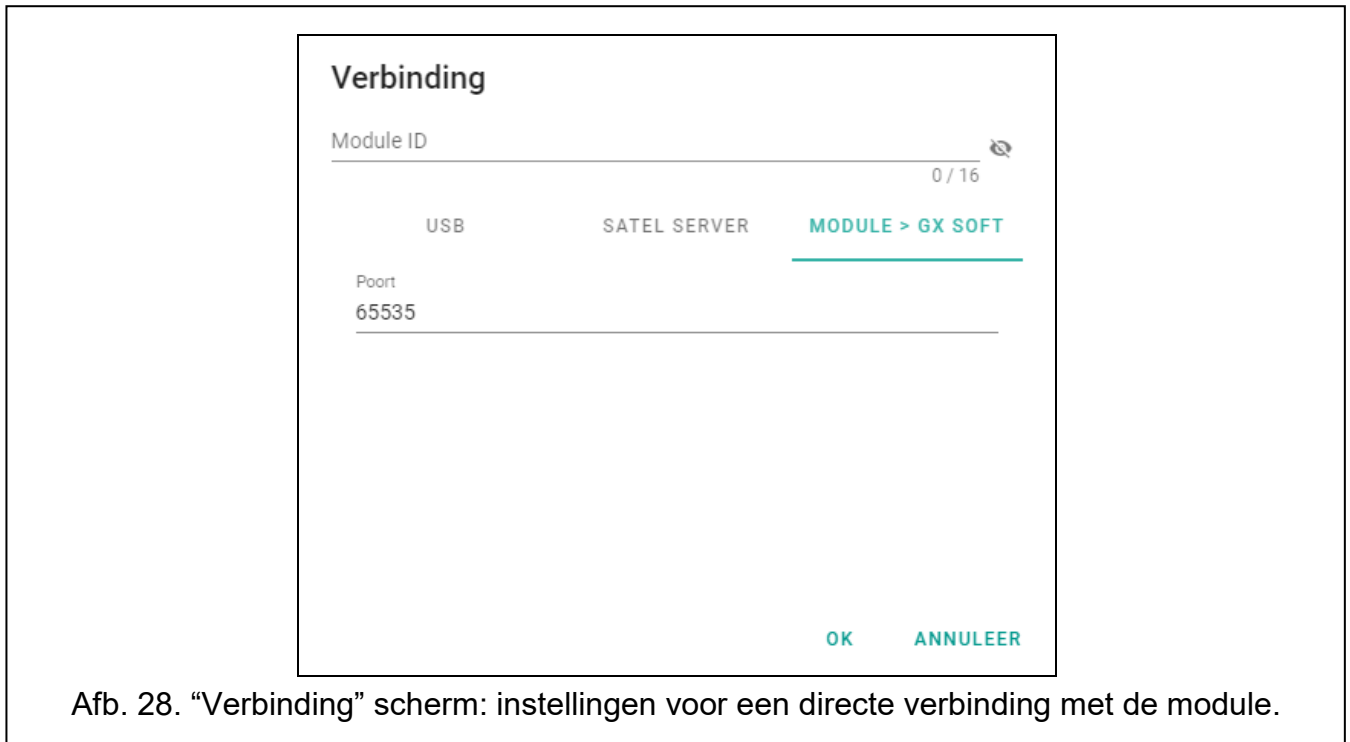 Verbinding
Module ID
0 / 16
USB SATEL SERVER MODULE > GX SOFT
Poort
65535
OK ANNULEER
Afb. 28. “Verbinding” scherm: instellingen voor een directe verbinding met de module.